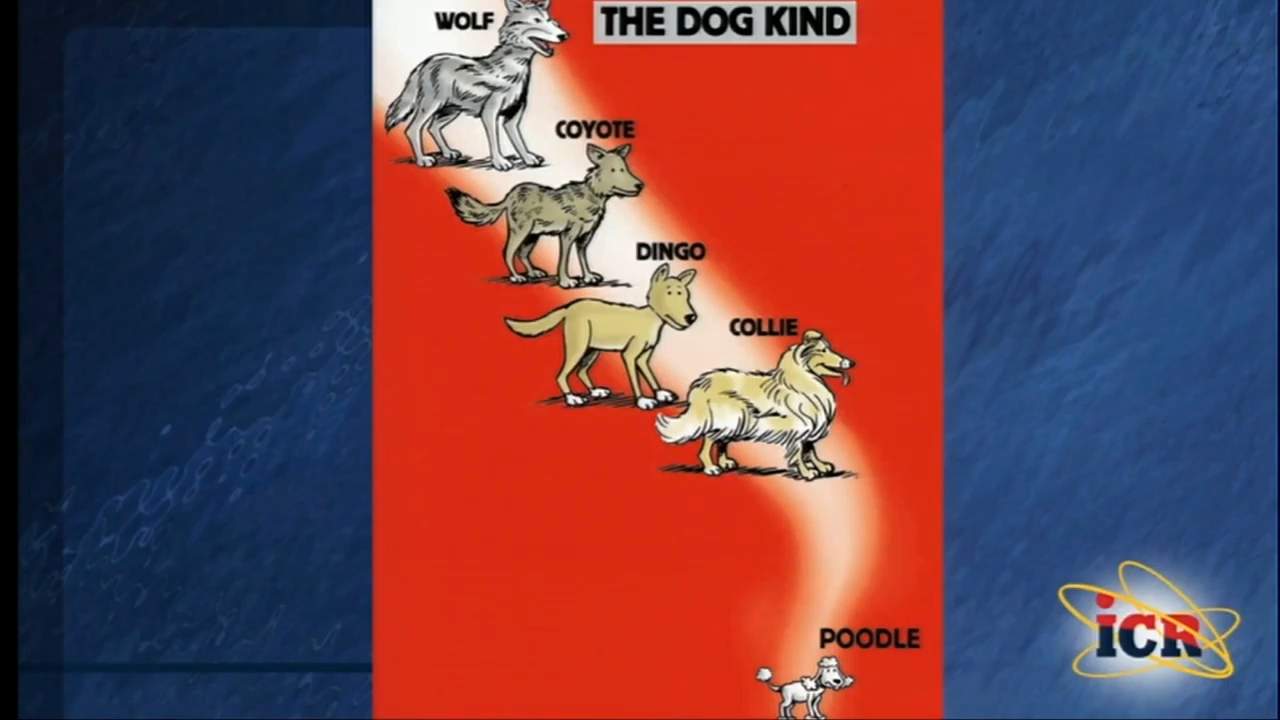 WOLF
THE DOG KIND
COYOTE
DINGO
COLLIE
POODLE
iCR